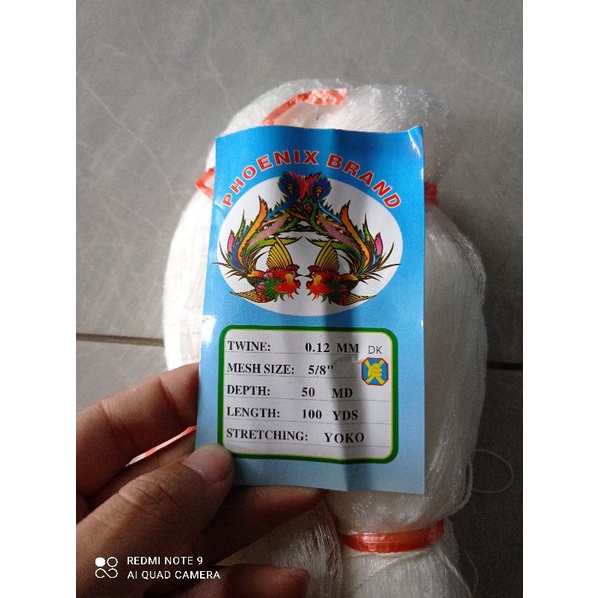 PHOENIX BRAND
TWINE: 0.12 MM DK
MESH SIZE: 5/8"
DEPTH: 50 MD
LENGTH: 100 YDS
STRETCHING: YOKO
REDMI NOTE 9
AI QUAD CAMERA